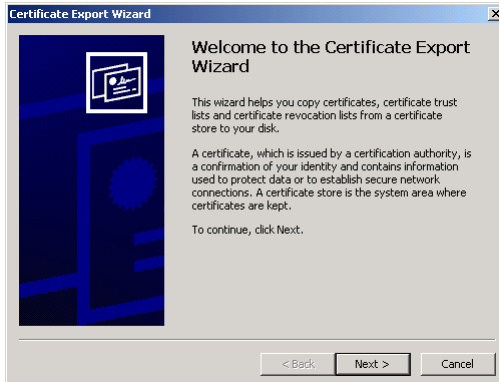 Certificate Export Wizard
Welcome to the Certificate Export
Wizard
This wizard helps you copy certificates, certificate trust
lists and certificate revocation lists from a certificate
store to your disk.
A certificate, which is issued by a certification authority, is
a confirmation of your identity and contains information
used to protect data or to establish secure network
connections. A certificate store is the system area where
certificates are kept.
To continue, click Next.
< Back
Next >
Cancel